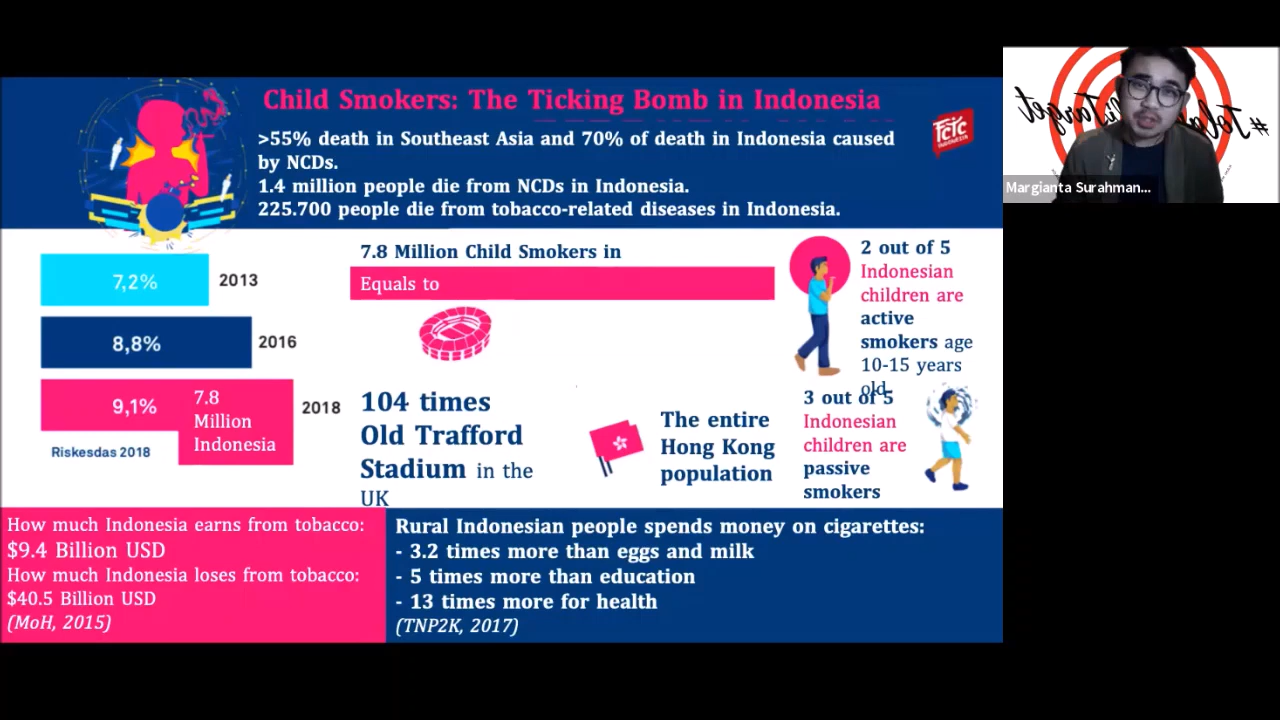 Child Smokers: The Ticking Bomb in Indonesia
>55% death in Southeast Asia and 70% of death in Indonesia caused
by NCDs.
1.4 million people die from NCDs in Indonesia.
225.700 people die from tobacco-related diseases in Indonesia.
FCTC
INDONESIA
#Tola
iTarget
Margianta Surahman...
7,2%
2013
8,8%
2016
9,1%
7.8
Million
Indonesia
2018
Riskesdas 2018
7.8 Million Child Smokers in
Equals to
104 times
Old Trafford
Stadium in the
UK
The entire
Hong Kong
population
2 out of 5
Indonesian
children are
active
smokers age
10-15 years
old
3 out of 5
Indonesian
children are
passive
smokers
How much Indonesia earns from tobacco:
$9.4 Billion USD
How much Indonesia loses from tobacco:
$40.5 Billion USD
(MoH, 2015)
Rural Indonesian people spends money on cigarettes:
- 3.2 times more than eggs and milk
- 5 times more than education
- 13 times more for health
(TNP2K, 2017)